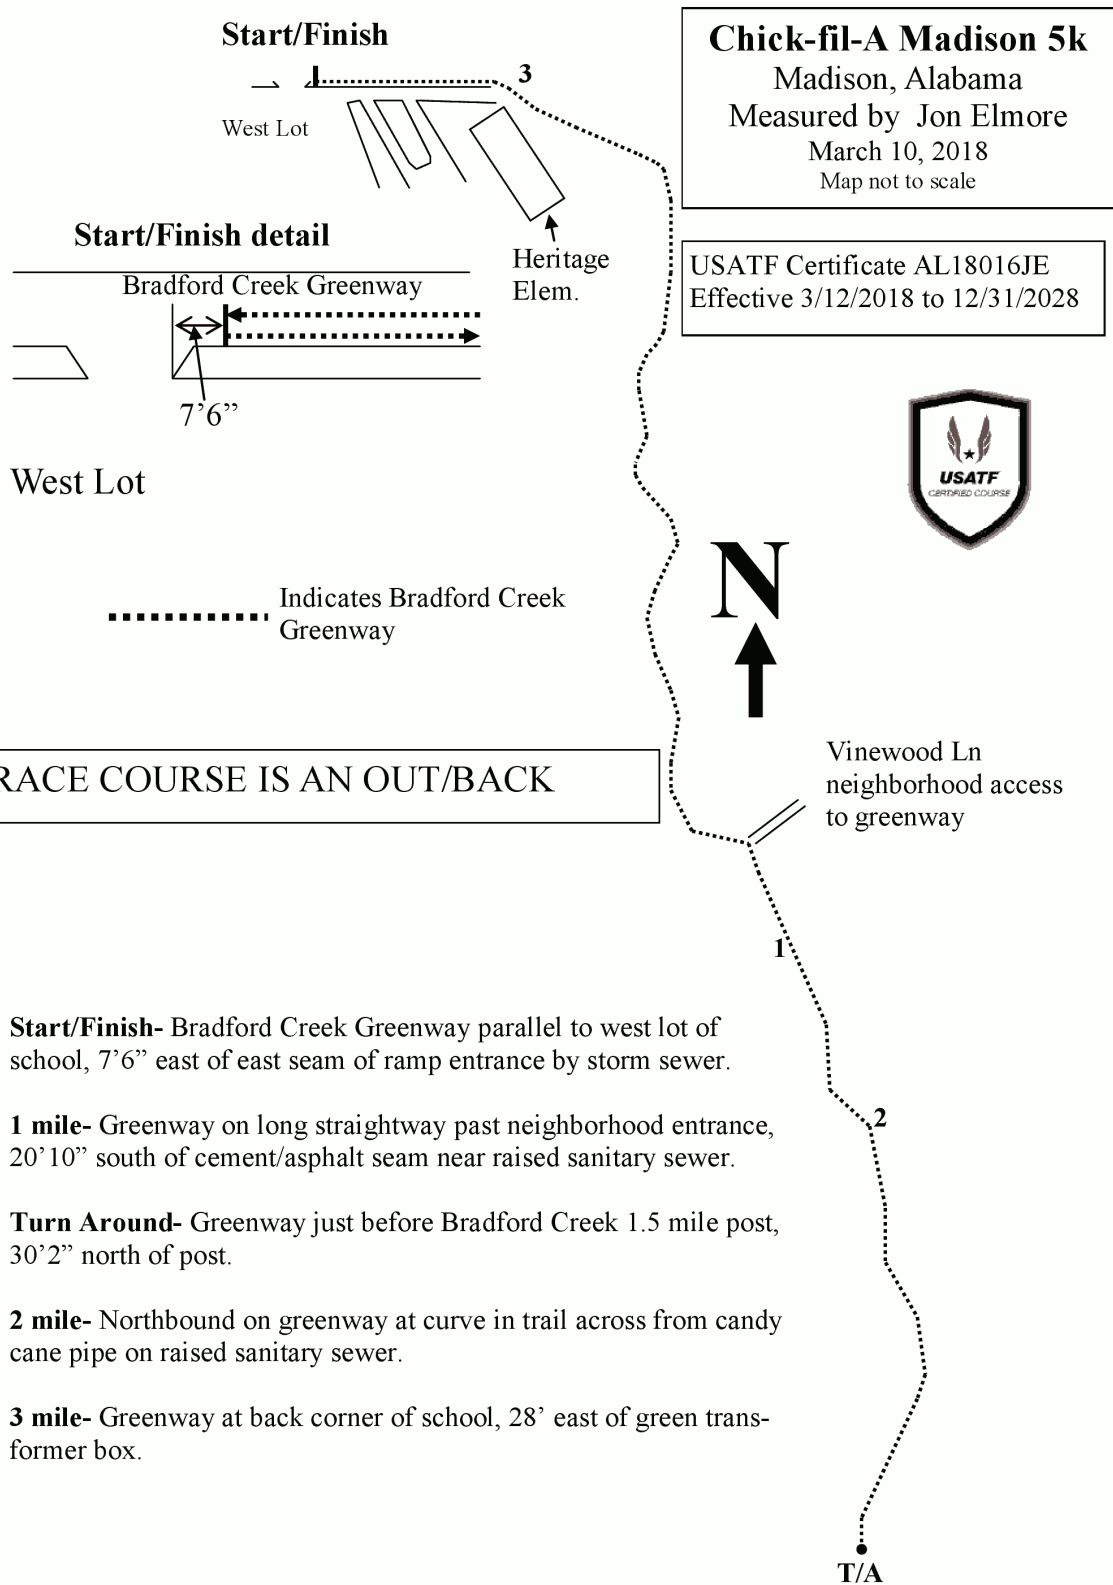 Start/Finish
3
West Lot
Chick-fil-A Madison 5k
Madison, Alabama
Measured by  Jon Elmore
March 10, 2018
Map not to scale
Start/Finish detail
Bradford Creek Greenway
7’6”
Heritage
Elem.
USATF Certificate AL18016JE
Effective 3/12/2018 to 12/31/2028
West Lot
USATF
CERTIFIED COURSE
N
Indicates Bradford Creek
Greenway
RACE COURSE IS AN OUT/BACK
Vinewood Ln
neighborhood access
to greenway
1
Start/Finish- Bradford Creek Greenway parallel to west lot of
school, 7’6” east of east seam of ramp entrance by storm sewer.
2
1 mile- Greenway on long straightway past neighborhood entrance,
20’10” south of cement/asphalt seam near raised sanitary sewer.
Turn Around- Greenway just before Bradford Creek 1.5 mile post,
30’2” north of post.
2 mile- Northbound on greenway at curve in trail across from candy
cane pipe on raised sanitary sewer.
3 mile- Greenway at back corner of school, 28’ east of green trans-
former box.
T/A